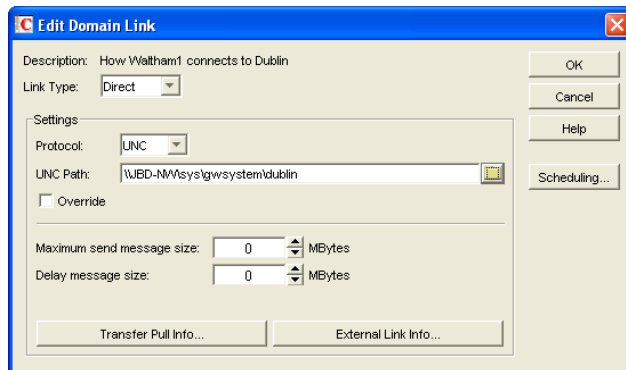 C Edit Domain Link
Description: How Waltham1 connects to Dublin
OK
Link Type: Direct
Cancel
Settings
Help
Protocol: UNC
UNC Path: \\JBD-NW\sys\gwsystem\dublin
Scheduling...
Override
Maximum send message size: 0 MBytes
Delay message size: 0 MBytes
Transfer Pull Info... External Link Info...